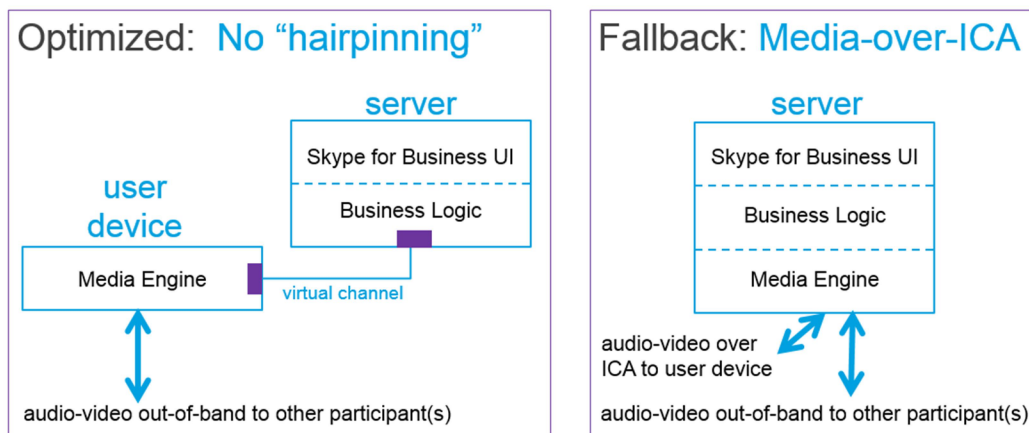 Optimized: No “hairpinning”
server
Skype for Business UI
Business Logic
user
device
Media Engine
virtual channel
audio-video out-of-band to other participant(s)
Fallback: Media-over-ICA
server
Skype for Business UI
Business Logic
Media Engine
audio-video over
ICA to user device
audio-video out-of-band to other participant(s)